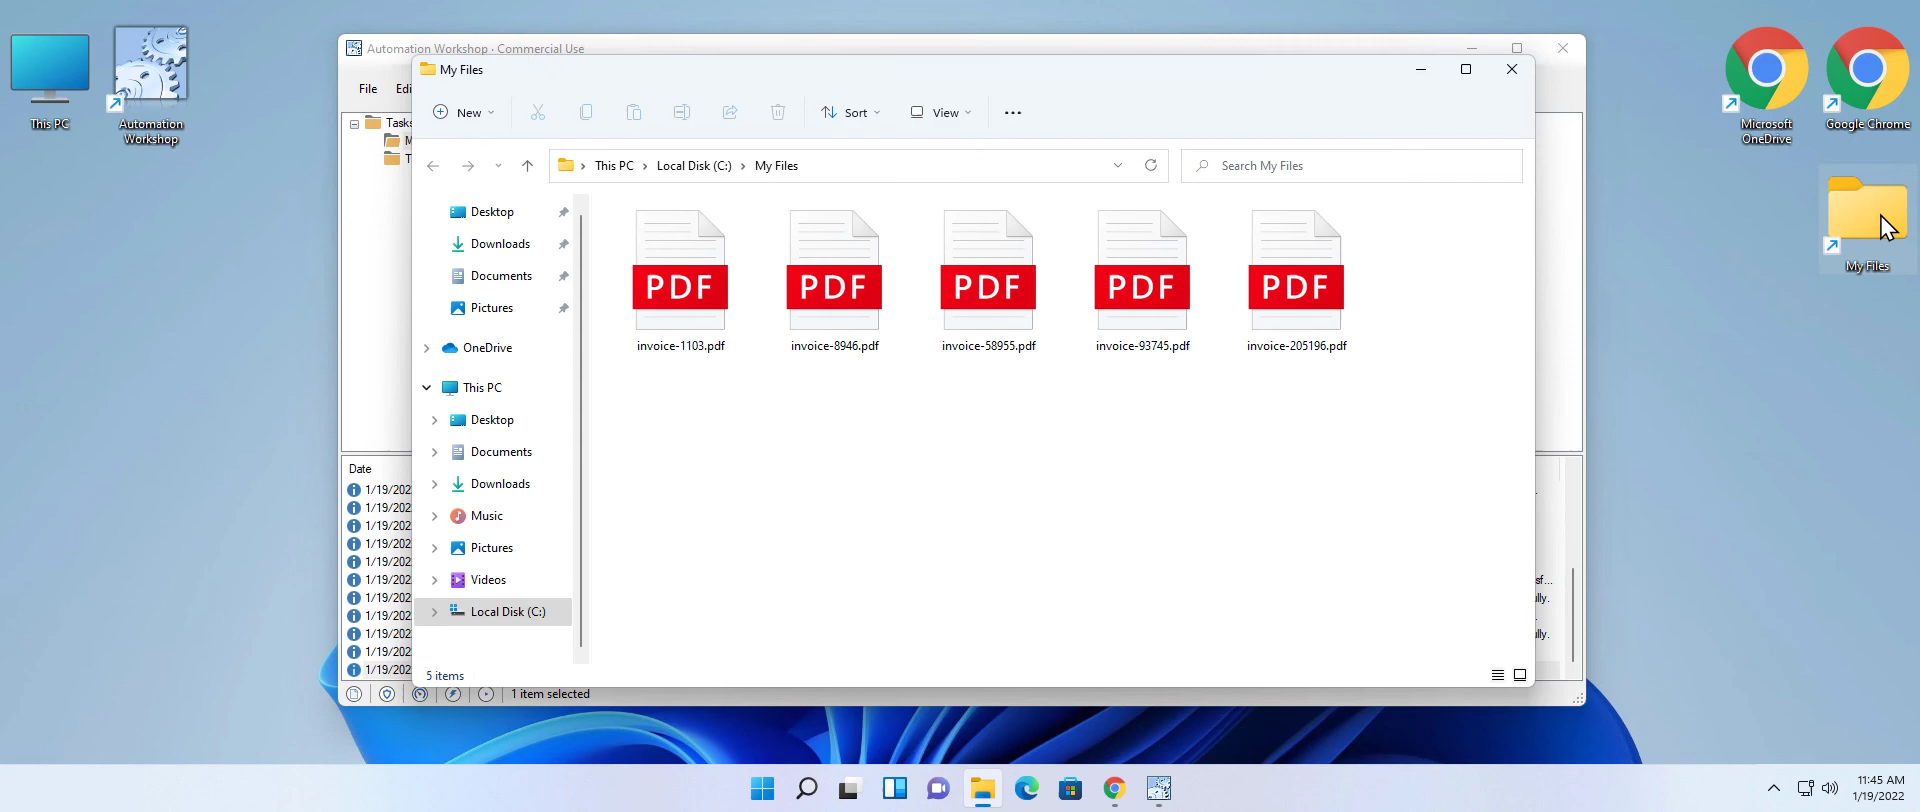 This PC
Automation
Workshop
Microsoft
OneDrive
Google Chrome
My Files
Automation Workshop · Commercial Use
File
Tasks
My Files
New
Sort
View
This PC
Local Disk (C:)
My Files
Search My Files
Desktop
Downloads
Documents
Pictures
OneDrive
This PC
Desktop
Documents
Downloads
Music
Pictures
Videos
Local Disk (C:)
PDF
invoice-1103.pdf
PDF
invoice-8946.pdf
PDF
invoice-58955.pdf
PDF
invoice-93745.pdf
PDF
invoice-205196.pdf
5 items
Date
1/19/202
1/19/202
1/19/202
1/19/202
1/19/202
1/19/202
1/19/202
1/19/202
1/19/202
1/19/202
1/19/202
1 item selected
11:45 AM
1/19/2022